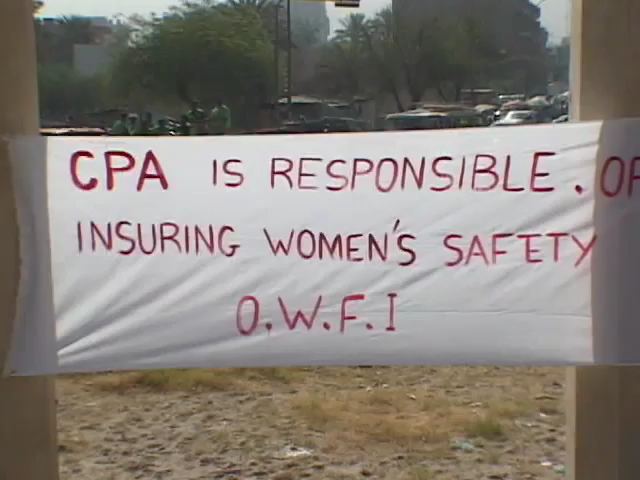 CPA IS RESPONSIBLE. OF
INSURING WOMEN'S SAFETY
O.W.F.I